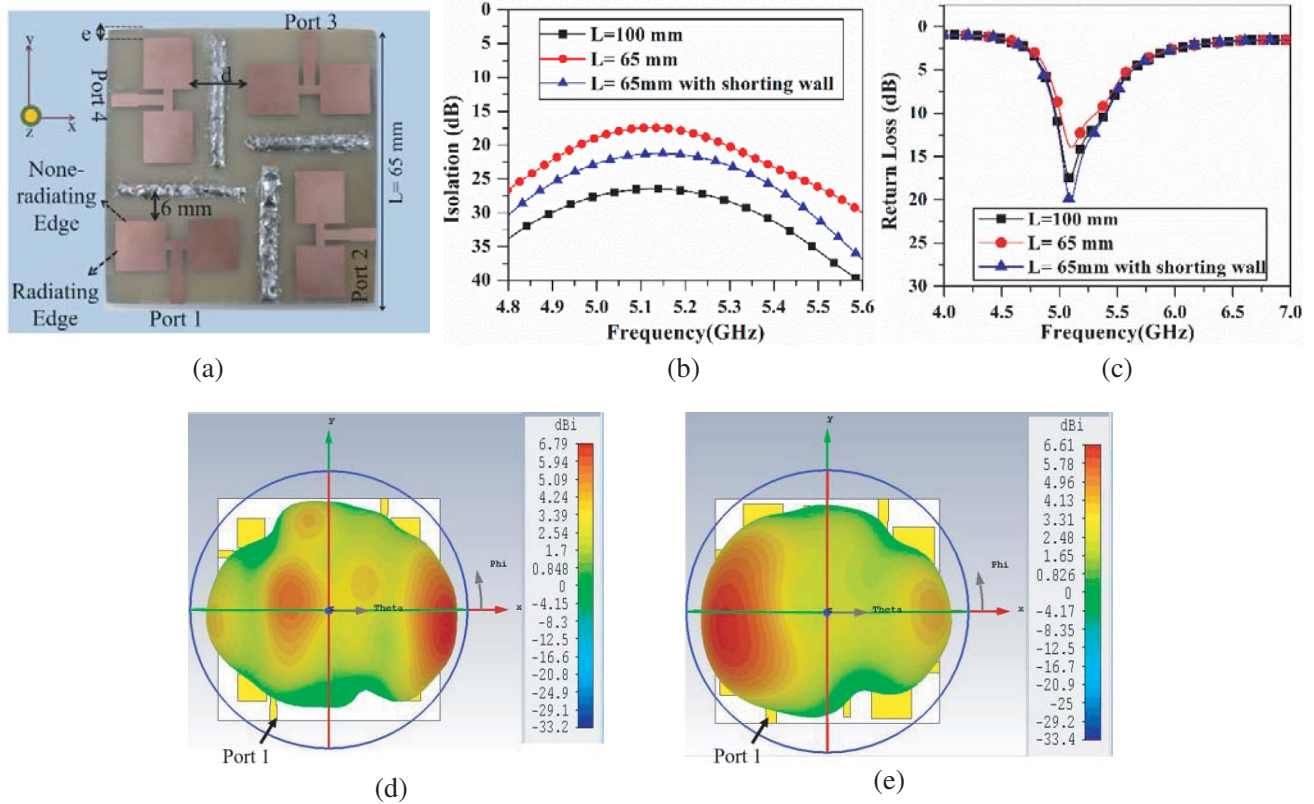 Port 3
e
y
Port 4
d
x
z
None-
radiating
Edge
6 mm
L= 65 mm
Radiating
Edge
Port 2
Port 1
(a)
0
5
10
15
20
25
30
35
40
Isolation (dB)
L=100 mm
L= 65 mm
L= 65mm with shorting wall
4.8 4.9 5.0 5.1 5.2 5.3 5.4 5.5 5.6
Frequency(GHz)
(b)
0
5
10
15
20
25
30
Return Loss (dB)
L=100 mm
L= 65 mm
L= 65mm with shorting wall
4.0 4.5 5.0 5.5 6.0 6.5 7.0
Frequency(GHz)
(c)
y
Phi
Theta
x
Port 1
dBi
6.79
5.94
5.09
4.24
3.39
2.54
1.7
0.848
0
-4.15
-8.3
-12.5
-16.6
-20.8
-24.9
-29.1
-33.2
(d)
y
Phi
Theta
x
Port 1
dBi
6.61
5.78
4.96
4.13
3.31
2.48
1.65
0.826
0
-4.17
-8.35
-12.5
-16.7
-20.9
-25
-29.2
-33.4
(e)